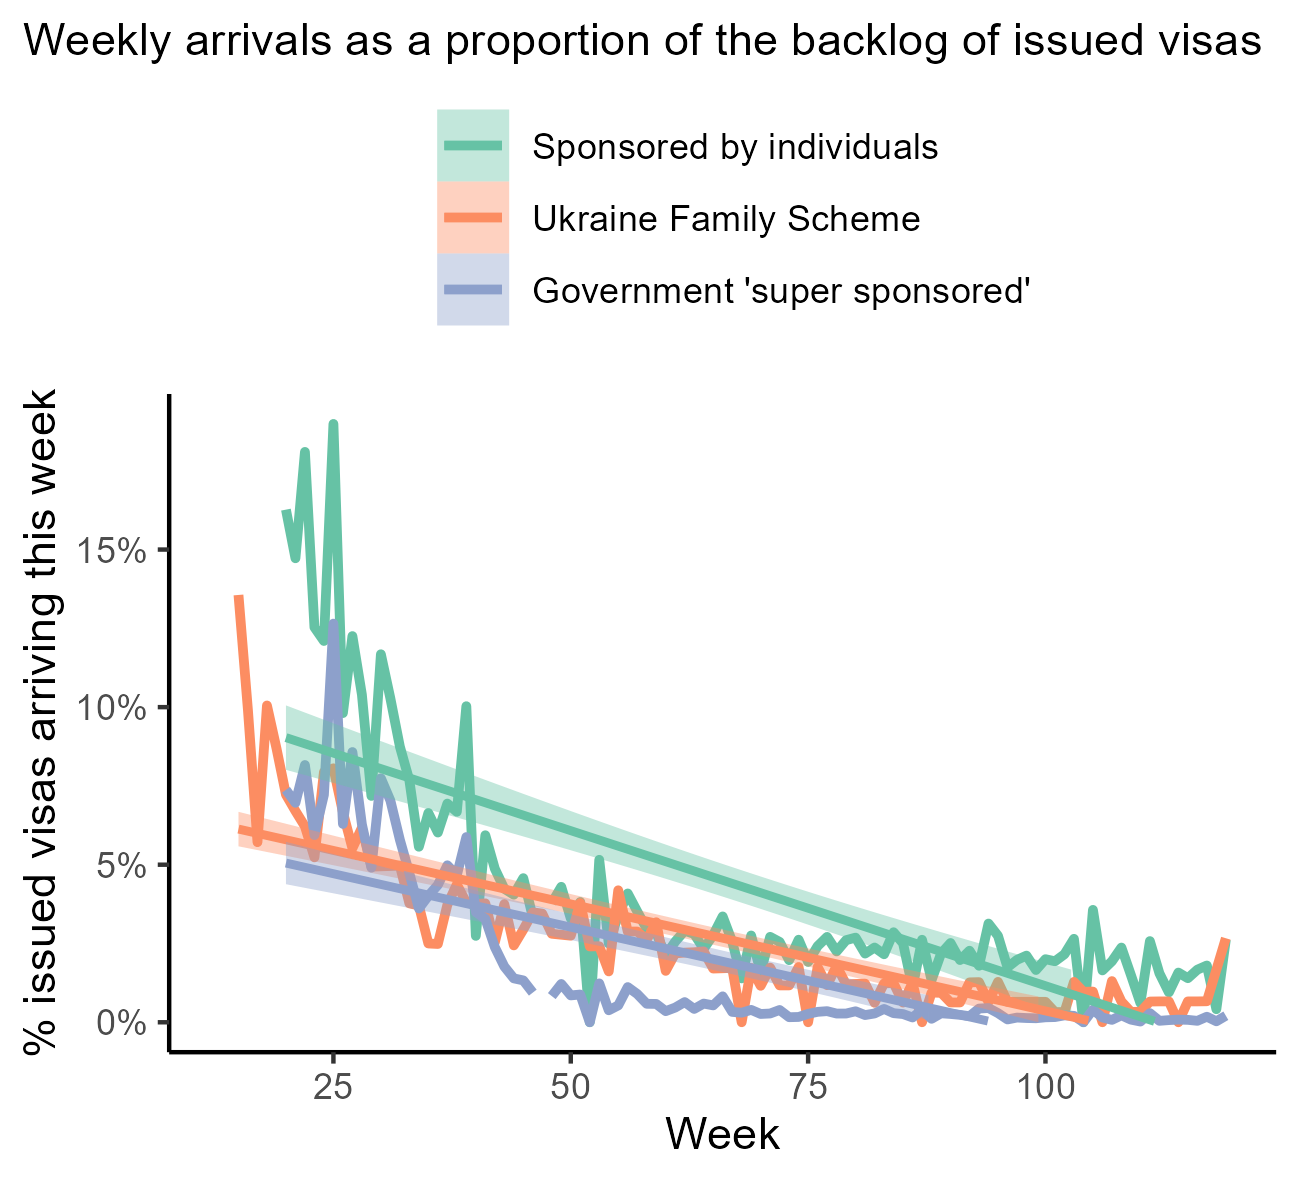 Weekly arrivals as a proportion of the backlog of issued visas
Sponsored by individuals
Ukraine Family Scheme
Government 'super sponsored'
% issued visas arriving this week
15%
10%
5%
0%
25 50 75 100
Week